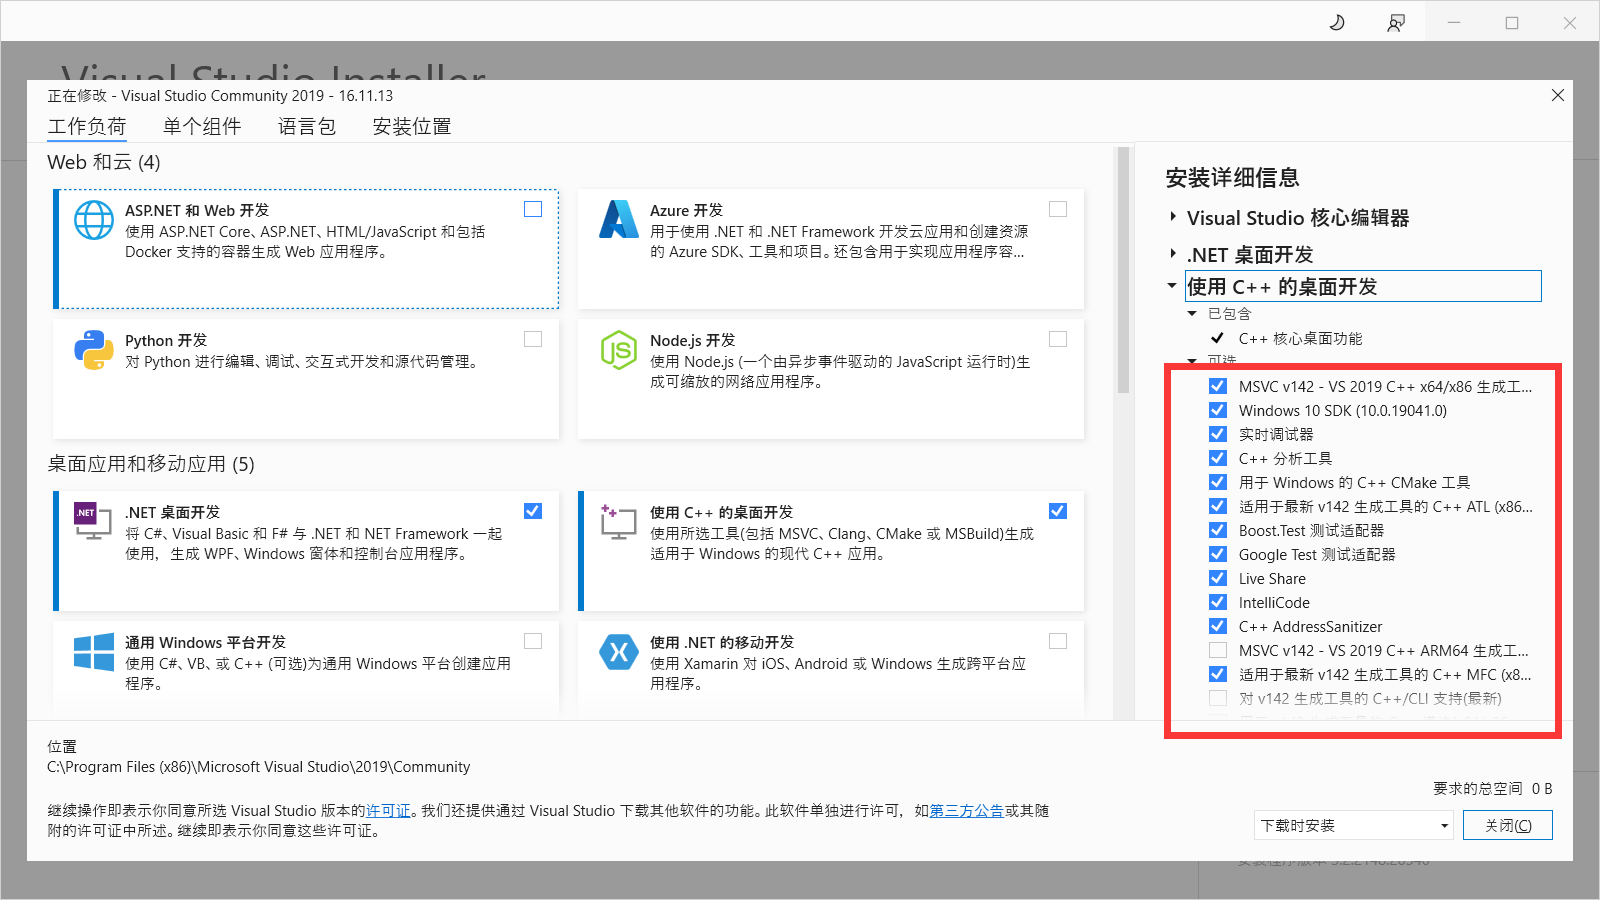 Visual Studio Installer
正在修改 - Visual Studio Community 2019 - 16.11.13
工作负荷 单个组件 语言包 安装位置
Web 和云 (4)
ASP.NET 和 Web 开发
使用 ASP.NET Core、ASP.NET、HTML/JavaScript 和包括
Docker 支持的容器生成 Web 应用程序。
Azure 开发
用于使用 .NET 和 .NET Framework 开发云应用和创建资源
的 Azure SDK、工具和项目。还包含用于实现应用程序容...
Python 开发
对 Python 进行编辑、调试、交互式开发和源代码管理。
Node.js 开发
使用 Node.js (一个由异步事件驱动的 JavaScript 运行时)生
成可缩放的网络应用程序。
桌面应用和移动应用 (5)
.NET
.NET 桌面开发
将 C#、Visual Basic 和 F# 与 .NET 和 NET Framework 一起
使用，生成 WPF、Windows 窗体和控制台应用程序。
使用 C++ 的桌面开发
使用所选工具(包括 MSVC、Clang、CMake 或 MSBuild)生成
适用于 Windows 的现代 C++ 应用。
通用 Windows 平台开发
使用 C#、VB、或 C++ (可选)为通用 Windows 平台创建应用
程序。
使用 .NET 的移动开发
使用 Xamarin 对 iOS、Android 或 Windows 生成跨平台应
用程序。
安装详细信息
Visual Studio 核心编辑器
.NET 桌面开发
使用 C++ 的桌面开发
已包含
C++ 核心桌面功能
可选
MSVC v142 - VS 2019 C++ x64/x86 生成工...
Windows 10 SDK (10.0.19041.0)
实时调试器
C++ 分析工具
用于 Windows 的 C++ CMake 工具
适用于最新 v142 生成工具的 C++ ATL (x86...
Boost.Test 测试适配器
Google Test 测试适配器
Live Share
IntelliCode
C++ AddressSanitizer
MSVC v142 - VS 2019 C++ ARM64 生成工...
适用于最新 v142 生成工具的 C++ MFC (x8...
对 v142 生成工具的 C++/CLI 支持(最新)
位置
C:\Program Files (x86)\Microsoft Visual Studio\2019\Community
继续操作即表示你同意所选 Visual Studio 版本的许可证。我们还提供通过 Visual Studio 下载其他软件的功能。此软件单独进行许可，如第三方公告或其随
附的许可证中所述。继续即表示你同意这些许可证。
要求的总空间 0 B
下载时安装
关闭(C)